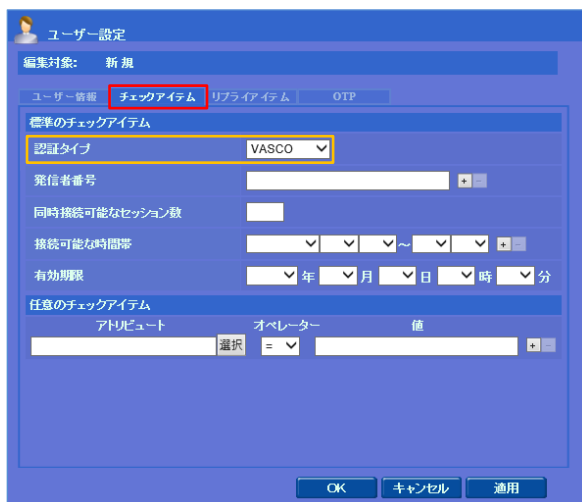 ユーザー設定
編集対象: 新規
ユーザー情報 チェックアイテム リプライアイテム OTP
標準のチェックアイテム
認証タイプ VASCO
発信者番号 + -
同時接続可能なセッション数
接続可能な時間帯 ～ + -
有効期限 年 月 日 時 分
任意のチェックアイテム
アトリビュート オペレーター 値
選択 = + -
OK キャンセル 適用